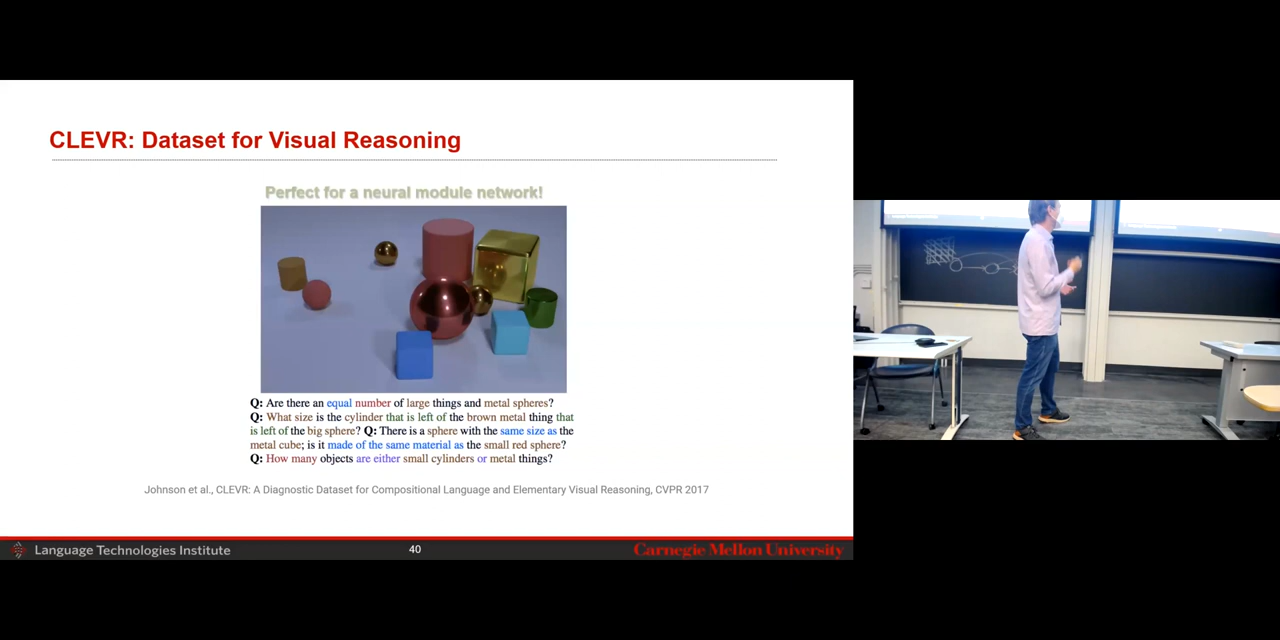 CLEVR: Dataset for Visual Reasoning
Perfect for a neural module network!
Q: Are there an equal number of large things and metal spheres?
Q: What size is the cylinder that is left of the brown metal thing that
is left of the big sphere? Q: There is a sphere with the same size as the
metal cube; is it made of the same material as the small red sphere?
Q: How many objects are either small cylinders or metal things?
Johnson et al., CLEVR: A Diagnostic Dataset for Compositional Language and Elementary Visual Reasoning, CVPR 2017
Language Technologies Institute
40
Carnegie Mellon University